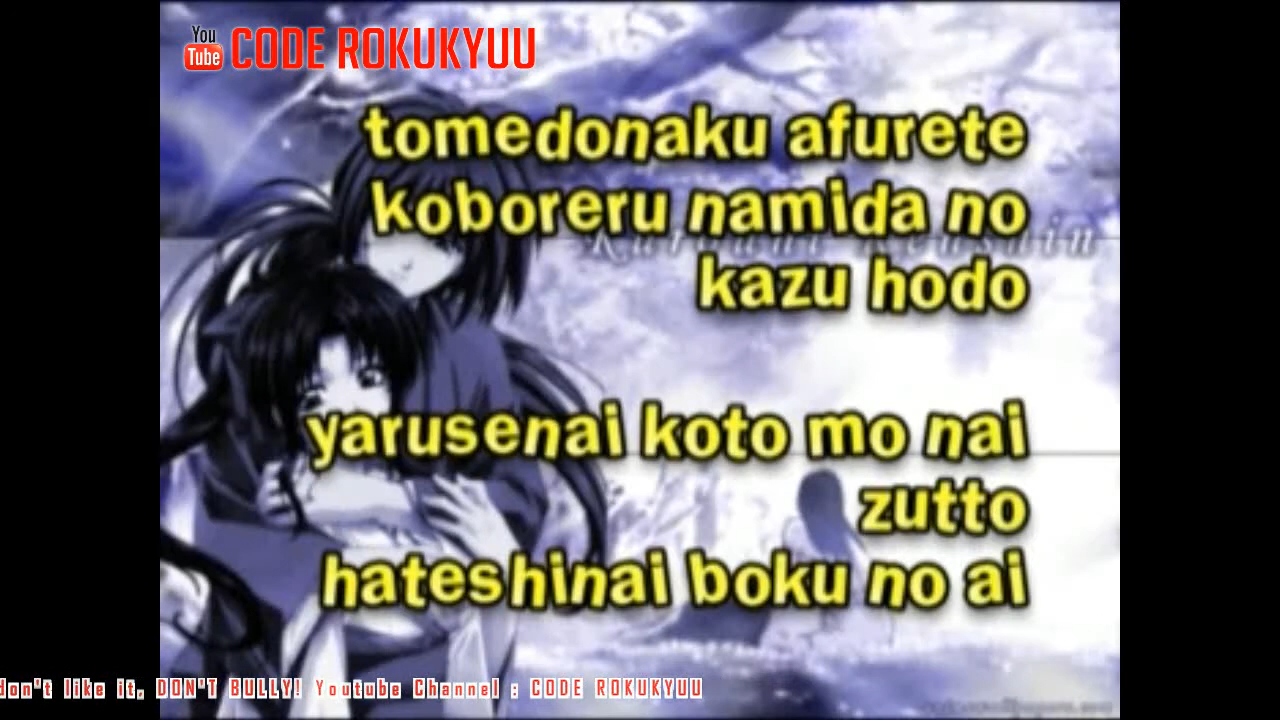 You
Tube CODE ROKUKYUU
tomedonaku afurete
koboreru namida no
kazu hodo
yarusenai koto mo nai
zutto
hateshinai boku no ai
don't like it, DON'T BULLY! Youtube Channel : CODE ROKUKYUU